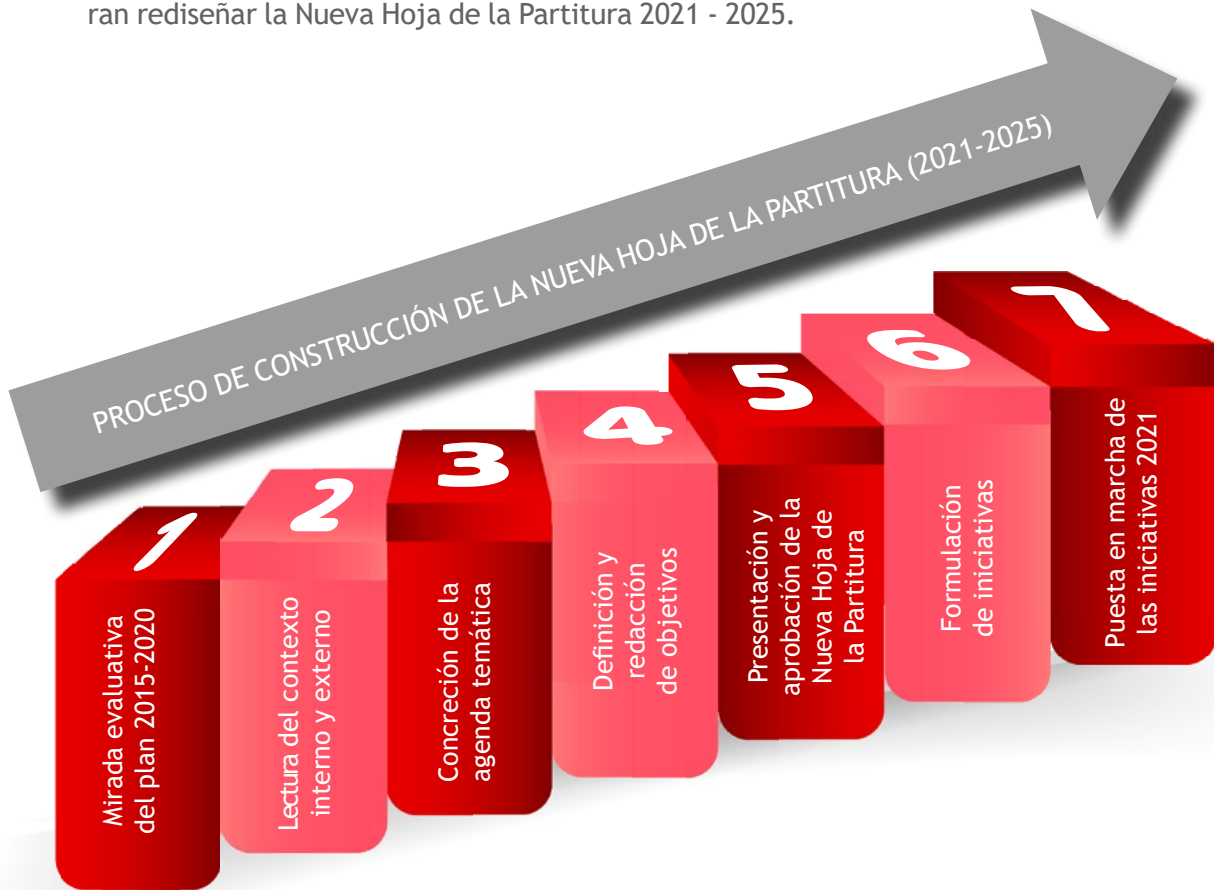 ran rediseñar la Nueva Hoja de la Partitura 2021 - 2025.
PROCESO DE CONSTRUCCIÓN DE LA NUEVA HOJA DE LA PARTITURA (2021-2025)
1
Mirada evaluativa
del plan 2015-2020
2
Lectura del contexto
interno y externo
3
Concreción de la
agenda temática
4
Definición y
redacción
de objetivos
5
Presentación y
aprobación de la
Nueva Hoja de
la Partitura
6
Formulación
de iniciativas
7
Puesta en marcha de
las iniciativas 2021